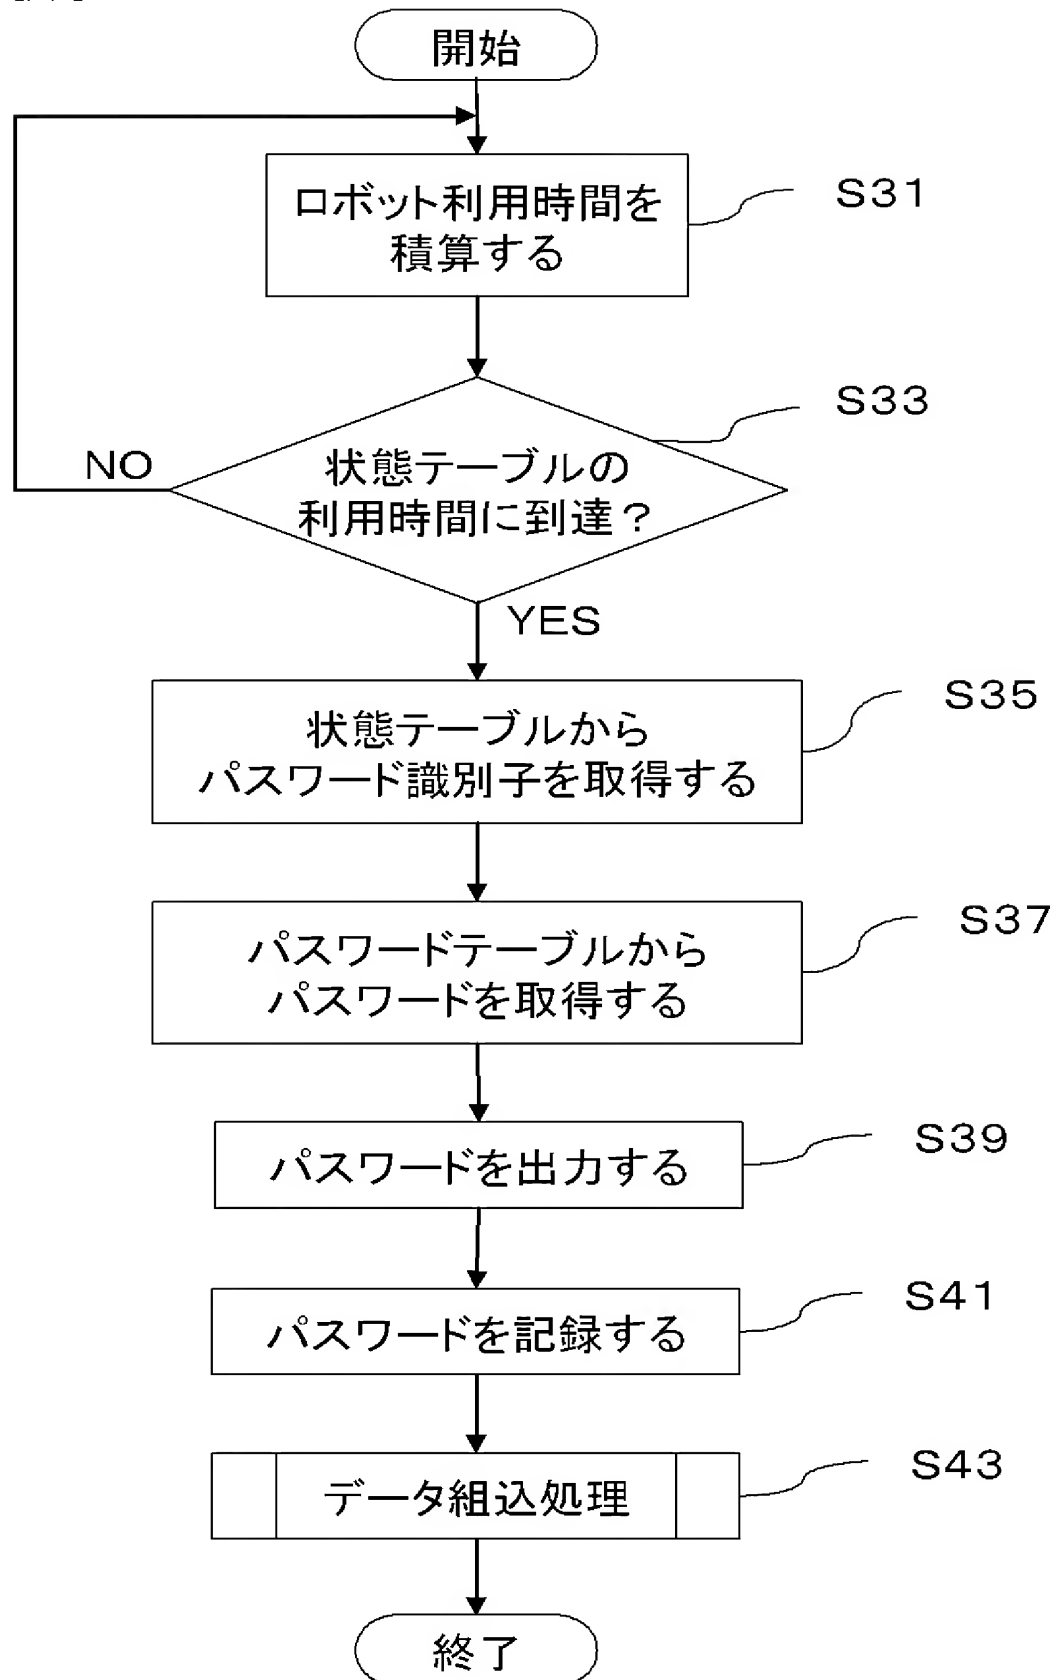 開始
ロボット利用時間を
積算する
S31
S33
状態テーブルの
利用時間に到達？
NO
YES
S35
状態テーブルから
パスワード識別子を取得する
S37
パスワードテーブルから
パスワードを取得する
S39
パスワードを出力する
S41
パスワードを記録する
S43
データ組込処理
終了